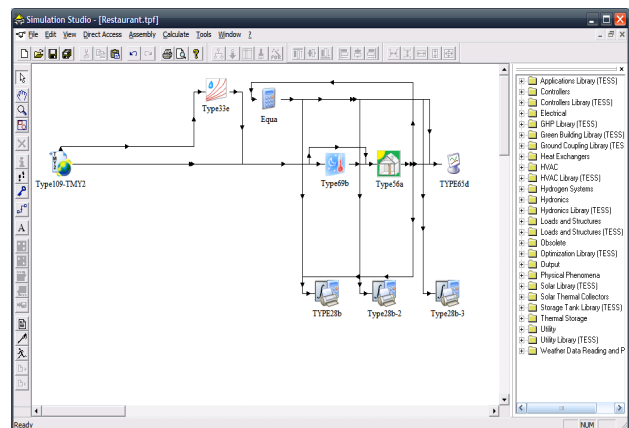 Simulation Studio - [Restaurant.tpf]
File Edit View Direct Access Assembly Calculate Tools Window ?
Type33e
Equa
Type109-TMY2
Type69b
Type56a
TYPE65d
TYPE28b
Type28b-2
Type28b-3
Applications Library (TESS)
Controllers
Controllers Library (TESS)
Electrical
GHP Library (TESS)
Green Building Library (TESS)
Ground Coupling Library (TES
Heat Exchangers
HVAC
HVAC Library (TESS)
Hydrogen Systems
Hydronics
Hydronics Library (TESS)
Loads and Structures
Loads and Structures (TESS)
Obsolete
Optimization Library (TESS)
Output
Physical Phenomena
Solar Library (TESS)
Solar Thermal Collectors
Storage Tank Library (TESS)
Thermal Storage
Utility
Utility Library (TESS)
Weather Data Reading and P
Ready
NUM